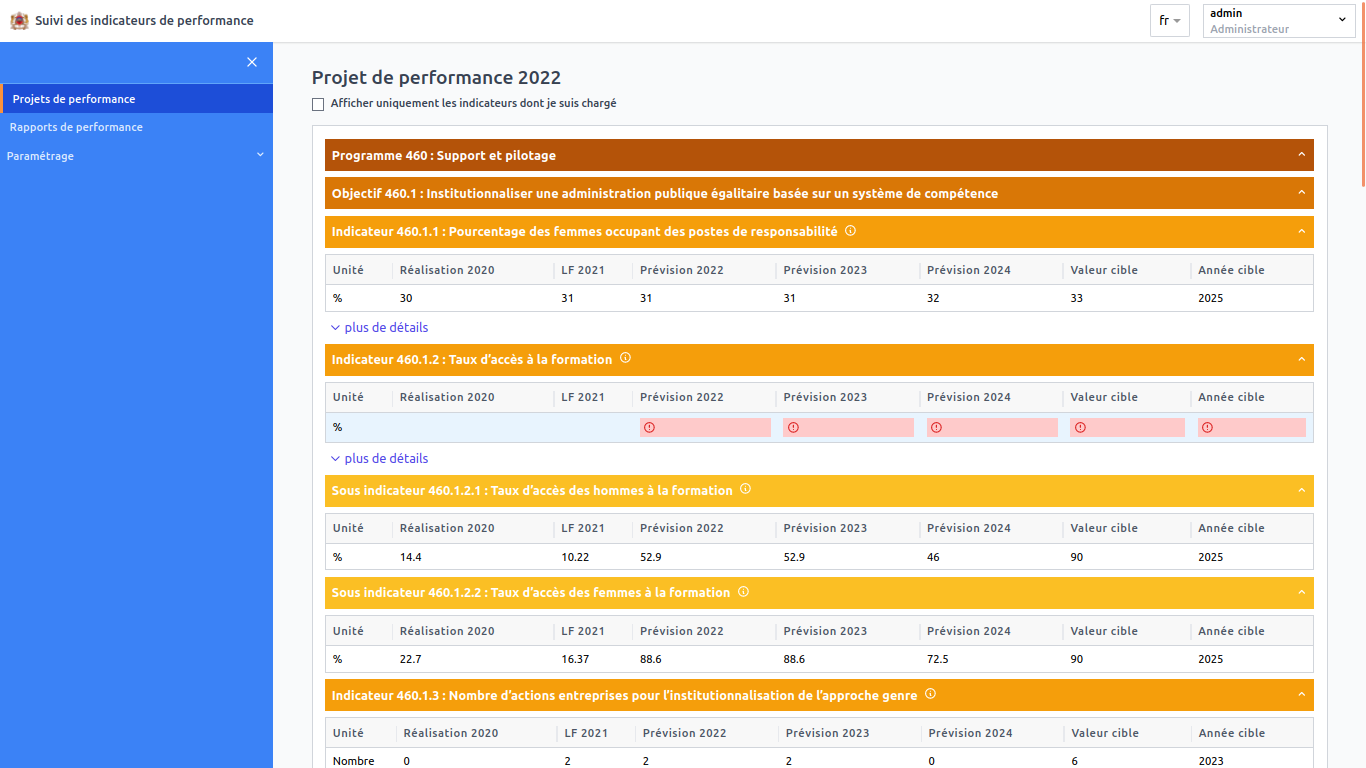 Suivi des indicateurs de performance
fr
admin
Administrateur
Projets de performance
Rapports de performance
Paramétrage
Projet de performance 2022
Afficher uniquement les indicateurs dont je suis chargé
Programme 460 : Support et pilotage
Objectif 460.1 : Institutionnaliser une administration publique égalitaire basée sur un système de compétence
Indicateur 460.1.1 : Pourcentage des femmes occupant des postes de responsabilité
Unité Réalisation 2020 LF 2021 Prévision 2022 Prévision 2023 Prévision 2024 Valeur cible Année cible
% 30 31 31 31 32 33 2025
plus de détails
Indicateur 460.1.2 : Taux d’accès à la formation
Unité Réalisation 2020 LF 2021 Prévision 2022 Prévision 2023 Prévision 2024 Valeur cible Année cible
%
plus de détails
Sous indicateur 460.1.2.1 : Taux d’accès des hommes à la formation
Unité Réalisation 2020 LF 2021 Prévision 2022 Prévision 2023 Prévision 2024 Valeur cible Année cible
% 14.4 10.22 52.9 52.9 46 90 2025
Sous indicateur 460.1.2.2 : Taux d’accès des femmes à la formation
Unité Réalisation 2020 LF 2021 Prévision 2022 Prévision 2023 Prévision 2024 Valeur cible Année cible
% 22.7 16.37 88.6 88.6 72.5 90 2025
Indicateur 460.1.3 : Nombre d’actions entreprises pour l’institutionnalisation de l’approche genre
Unité Réalisation 2020 LF 2021 Prévision 2022 Prévision 2023 Prévision 2024 Valeur cible Année cible
Nombre 0 2 2 2 0 6 2023